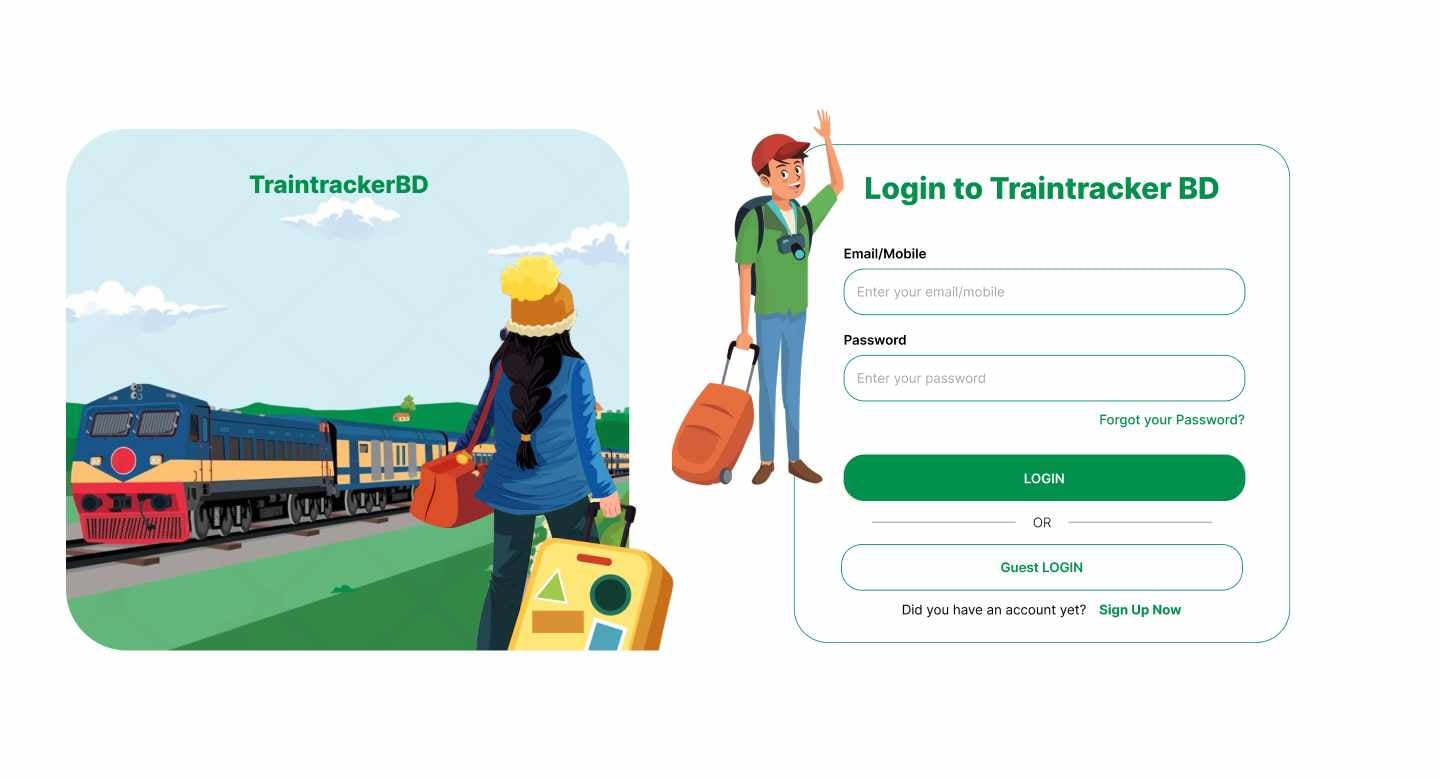 TraintrackerBD
Login to Traintracker BD
Email/Mobile
Enter your email/mobile
Password
Enter your password
Forgot your Password?
LOGIN
OR
Guest LOGIN
Did you have an account yet? Sign Up Now